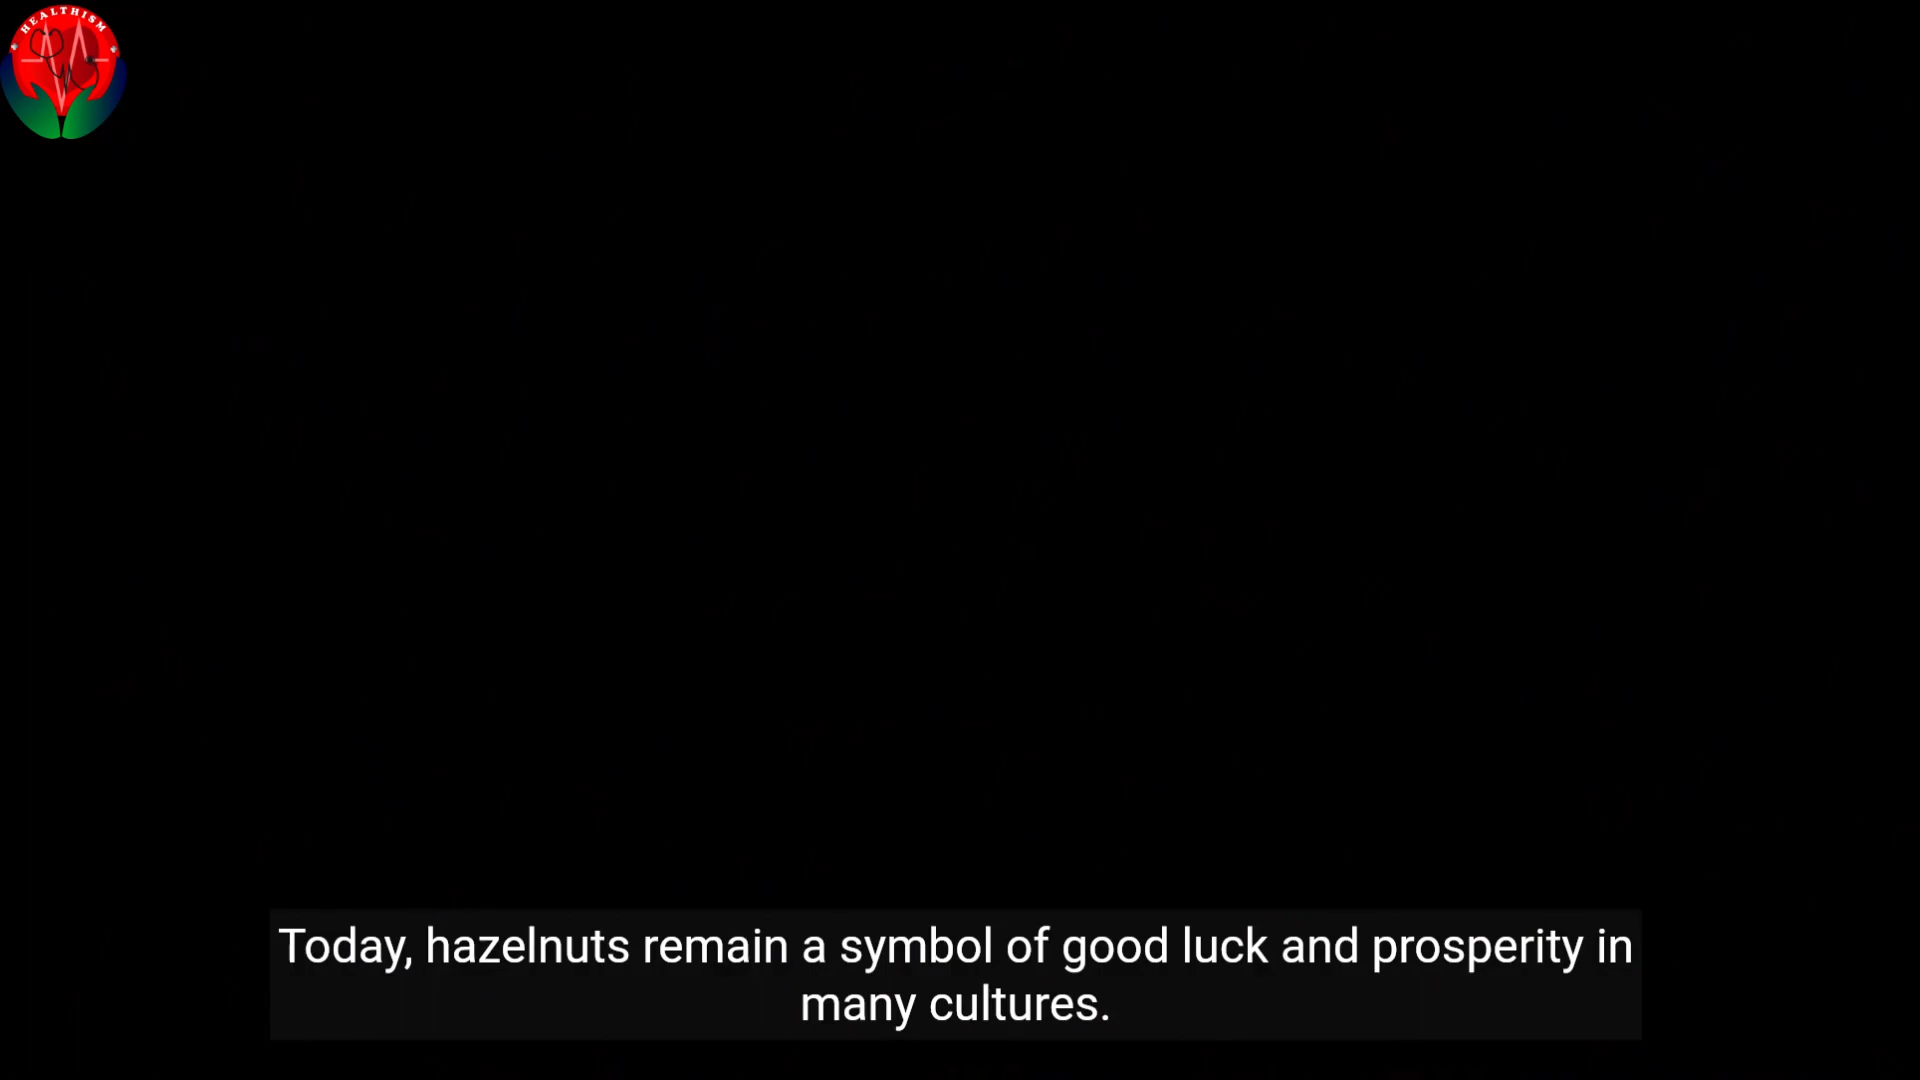 HEALTHISM
Today, hazelnuts remain a symbol of good luck and prosperity in
many cultures.